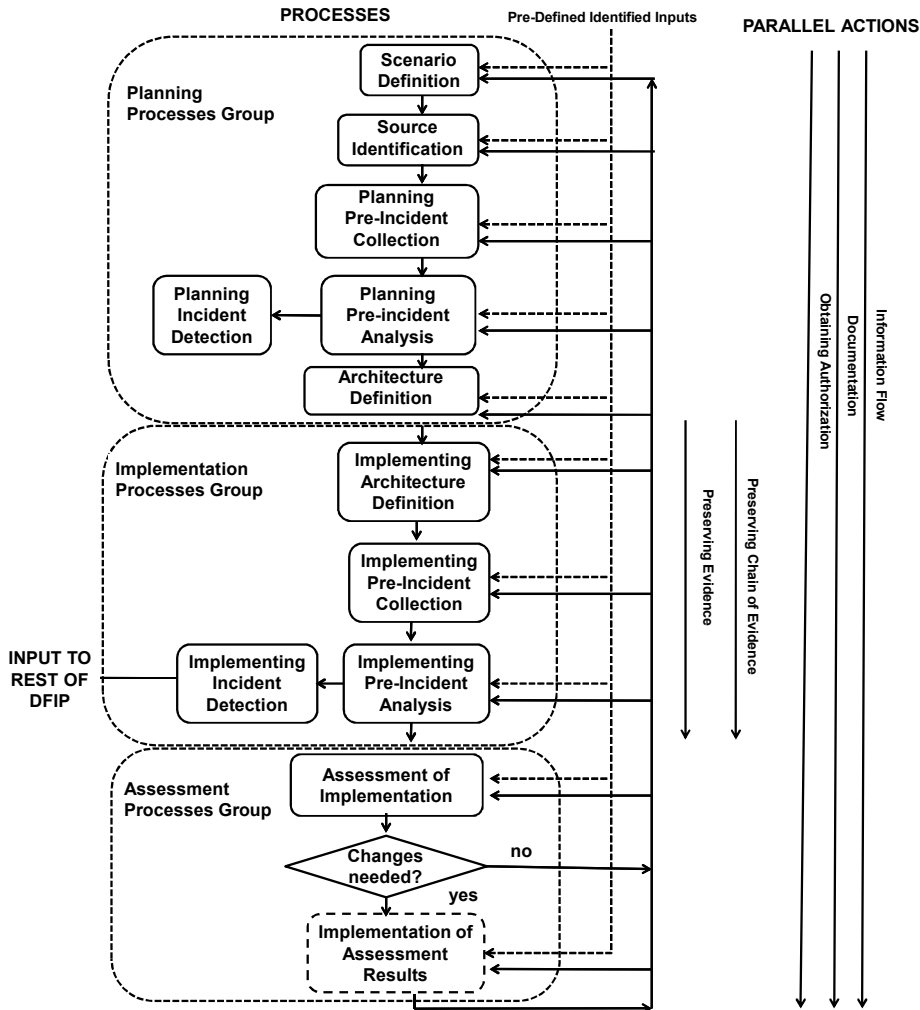 PROCESSES
Pre-Defined Identified Inputs
PARALLEL ACTIONS
Planning
Processes Group
Scenario
Definition
Source
Identification
Planning
Pre-Incident
Collection
Planning
Incident
Detection
Planning
Pre-incident
Analysis
Architecture
Definition
Implementation
Processes Group
Implementing
Architecture
Definition
Implementing
Pre-Incident
Collection
INPUT TO
REST OF
DFIP
Implementing
Incident
Detection
Implementing
Pre-Incident
Analysis
Assessment
Processes Group
Assessment of
Implementation
Changes
needed?
no
yes
Implementation of
Assessment
Results
Preserving Evidence
Preserving Chain of Evidence
Obtaining Authorization
Documentation
Information Flow